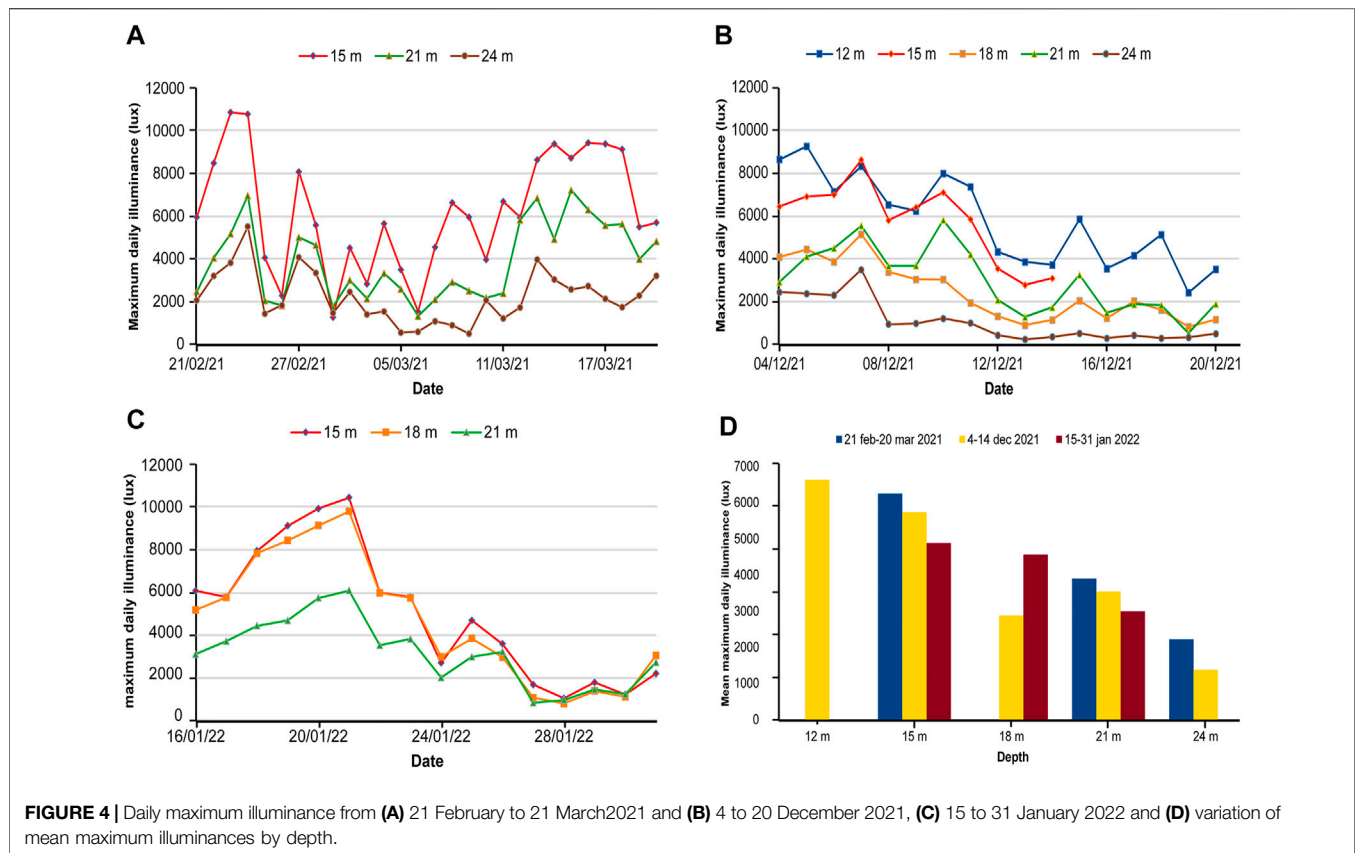 A
15 m 21 m 24 m
Maximum daily illuminance (lux)
12000
10000
8000
6000
4000
2000
0
21/02/21 27/02/21 05/03/21 11/03/21 17/03/21
Date
B
12 m 15 m 18 m 21 m 24 m
Maximum daily illuminance (lux)
12000
10000
8000
6000
4000
2000
0
04/12/21 08/12/21 12/12/21 16/12/21 20/12/21
Date
C
15 m 18 m 21 m
maximum daily illuminance (lux)
12000
10000
8000
6000
4000
2000
0
16/01/22 20/01/22 24/01/22 28/01/22
Date
D
21 feb-20 mar 2021 4-14 dec 2021 15-31 jan 2022
Mean maximum daily illuminance (lux)
7000
6000
5000
4000
3000
2000
1000
0
12 m 15 m 18 m 21 m 24 m
Depth
FIGURE 4 | Daily maximum illuminance from (A) 21 February to 21 March2021 and (B) 4 to 20 December 2021, (C) 15 to 31 January 2022 and (D) variation of
mean maximum illuminances by depth.